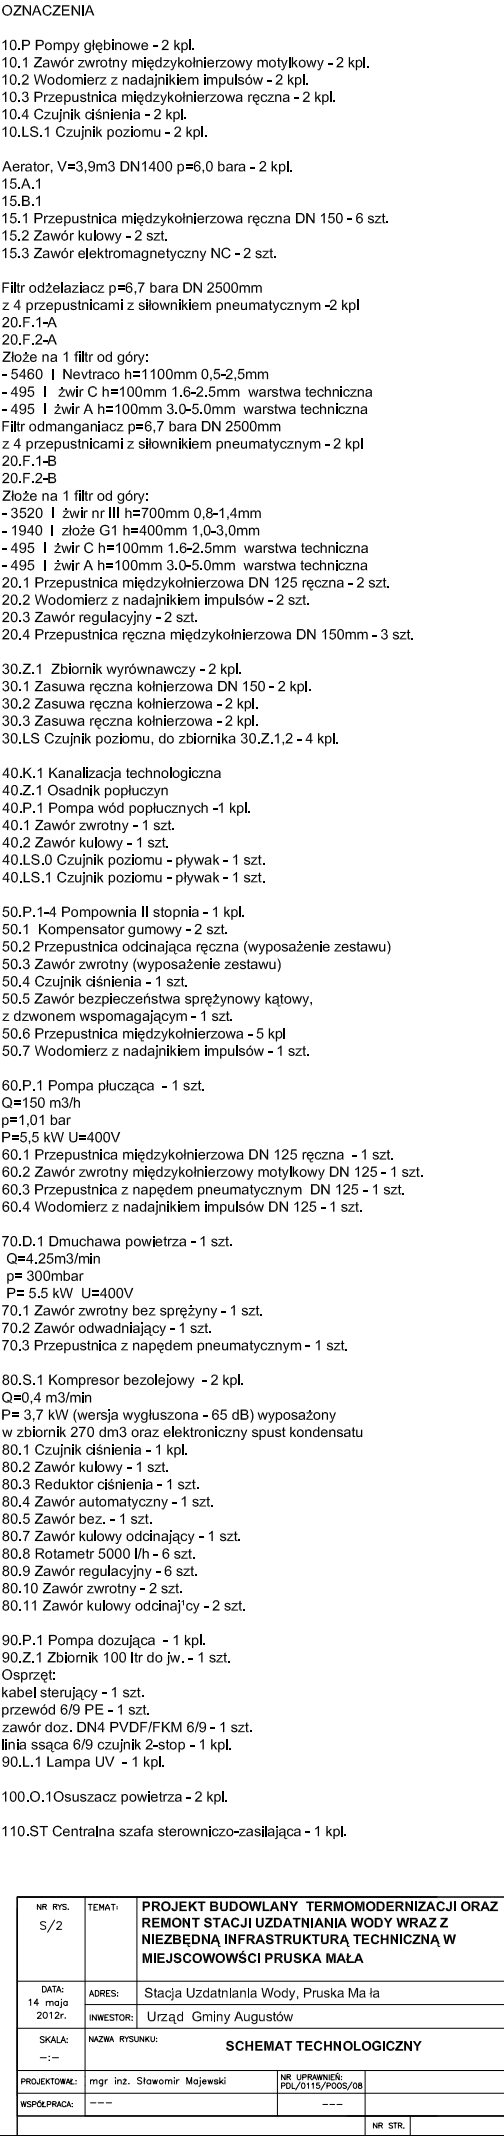 OZNACZENIA
10.P Pompy głębinowe - 2 kpl.
10.1 Zawór zwrotny międzykołnierzowy motylkowy - 2 kpl.
10.2 Wodomierz z nadajnikiem impulsów - 2 kpl.
10.3 Przepustnica międzykołnierzowa ręczna - 2 kpl.
10.4 Czujnik ciśnienia - 2 kpl.
10.LS.1 Czujnik poziomu - 2 kpl.
Aerator, V=3,9m3 DN1400 p=6,0 bara - 2 kpl.
15.A.1
15.B.1
15.1 Przepustnica międzykołnierzowa ręczna DN 150 - 6 szt.
15.2 Zawór kulowy - 2 szt.
15.3 Zawór elektromagnetyczny NC - 2 szt.
Filtr odżelaziacz p=6,7 bara DN 2500mm
z 4 przepustnicami z siłownikiem pneumatycznym -2 kpl
20.F.1-A
20.F.2-A
Złoże na 1 filtr od góry:
- 5460 l Nevtraco h=1100mm 0,5-2,5mm
- 495 l żwir C h=100mm 1.6-2.5mm warstwa techniczna
- 495 l żwir A h=100mm 3.0-5.0mm warstwa techniczna
Filtr odmanganiacz p=6,7 bara DN 2500mm
z 4 przepustnicami z siłownikiem pneumatycznym - 2 kpl
20.F.1-B
20.F.2-B
Złoże na 1 filtr od góry:
- 3520 l żwir nr III h=700mm 0,8-1,4mm
- 1940 l złoże G1 h=400mm 1,0-3,0mm
- 495 l żwir C h=100mm 1.6-2.5mm warstwa techniczna
- 495 l żwir A h=100mm 3.0-5.0mm warstwa techniczna
20.1 Przepustnica międzykołnierzowa DN 125 ręczna - 2 szt.
20.2 Wodomierz z nadajnikiem impulsów - 2 szt.
20.3 Zawór regulacyjny - 2 szt.
20.4 Przepustnica ręczna międzykołnierzowa DN 150mm - 3 szt.
30.Z.1 Zbiornik wyrównawczy - 2 kpl.
30.1 Zasuwa ręczna kołnierzowa DN 150 - 2 kpl.
30.2 Zasuwa ręczna kołnierzowa - 2 kpl.
30.3 Zasuwa ręczna kołnierzowa - 2 kpl.
30.LS Czujnik poziomu, do zbiornika 30.Z.1,2 - 4 kpl.
40.K.1 Kanalizacja technologiczna
40.Z.1 Osadnik popłuczyn
40.P.1 Pompa wód popłucznych -1 kpl.
40.1 Zawór zwrotny - 1 szt.
40.2 Zawór kulowy - 1 szt.
40.LS.0 Czujnik poziomu - pływak - 1 szt.
40.LS.1 Czujnik poziomu - pływak - 1 szt.
50.P.1-4 Pompownia II stopnia - 1 kpl.
50.1 Kompensator gumowy - 2 szt.
50.2 Przepustnica odcinająca ręczna (wyposażenie zestawu)
50.3 Zawór zwrotny (wyposażenie zestawu)
50.4 Czujnik ciśnienia - 1 szt.
50.5 Zawór bezpieczeństwa sprężynowy kątowy,
z dzwonem wspomagającym - 1 szt.
50.6 Przepustnica międzykołnierzowa - 5 kpl
50.7 Wodomierz z nadajnikiem impulsów - 1 szt.
60.P.1 Pompa płucząca - 1 szt.
Q=150 m3/h
p=1,01 bar
P=5,5 kW U=400V
60.1 Przepustnica międzykołnierzowa DN 125 ręczna - 1 szt.
60.2 Zawór zwrotny międzykołnierzowy motylkowy DN 125 - 1 szt.
60.3 Przepustnica z napędem pneumatycznym DN 125 - 1 szt.
60.4 Wodomierz z nadajnikiem impulsów DN 125 - 1 szt.
70.D.1 Dmuchawa powietrza - 1 szt.
Q=4.25m3/min
p= 300mbar
P= 5.5 kW U=400V
70.1 Zawór zwrotny bez sprężyny - 1 szt.
70.2 Zawór odwadniający - 1 szt.
70.3 Przepustnica z napędem pneumatycznym - 1 szt.
80.S.1 Kompresor bezolejowy - 2 kpl.
Q=0,4 m3/min
P= 3,7 kW (wersja wygłuszona - 65 dB) wyposażony
w zbiornik 270 dm3 oraz elektroniczny spust kondensatu
80.1 Czujnik ciśnienia - 1 kpl.
80.2 Zawór kulowy - 1 szt.
80.3 Reduktor ciśnienia - 1 szt.
80.4 Zawór automatyczny - 1 szt.
80.5 Zawór bez. - 1 szt.
80.7 Zawór kulowy odcinający - 1 szt.
80.8 Rotametr 5000 l/h - 6 szt.
80.9 Zawór regulacyjny - 6 szt.
80.10 Zawór zwrotny - 2 szt.
80.11 Zawór kulowy odcinaj¹cy - 2 szt.
90.P.1 Pompa dozująca - 1 kpl.
90.Z.1 Zbiornik 100 ltr do jw. - 1 szt.
Osprzęt:
kabel sterujący - 1 szt.
przewód 6/9 PE - 1 szt.
zawór doz. DN4 PVDF/FKM 6/9 - 1 szt.
linia ssąca 6/9 czujnik 2-stop - 1 kpl.
90.L.1 Lampa UV - 1 kpl.
100.O.1Osuszacz powietrza - 2 kpl.
110.ST Centralna szafa sterowniczo-zasilająca - 1 kpl.
NR RYS. S/2
TEMAT: PROJEKT BUDOWLANY TERMOMODERNIZACJI ORAZ
REMONT STACJI UZDATNIANIA WODY WRAZ Z
NIEZBĘDNĄ INFRASTRUKTURĄ TECHNICZNĄ W
MIEJSCOWOWŚCI PRUSKA MAŁA
DATA: 14 maja 2012r.
ADRES: Stacja Uzdatniania Wody, Pruska Ma ła
INWESTOR: Urząd Gminy Augustów
SKALA: -:-
NAZWA RYSUNKU: SCHEMAT TECHNOLOGICZNY
PROJEKTOWAŁ: mgr inż. Sławomir Majewski NR UPRAWNIEŃ: PDL/0115/POOS/08
WSPÓŁPRACA: --- ---
NR STR.